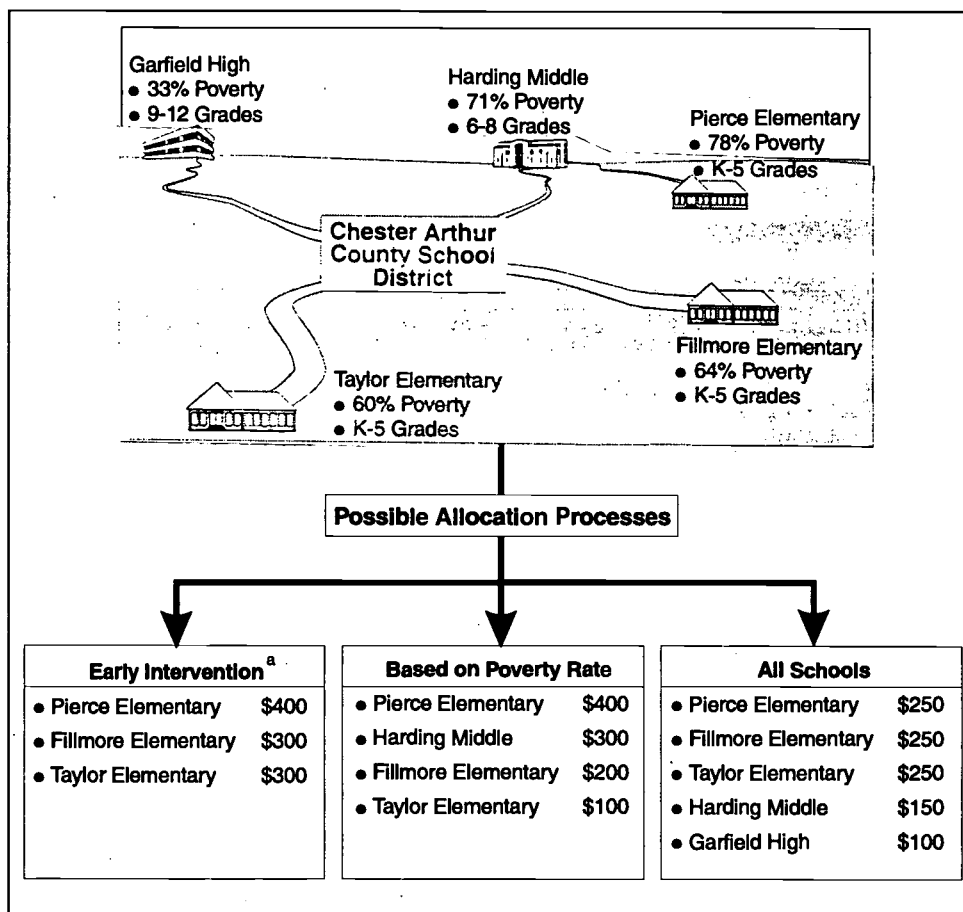 Garfield High
• 33% Poverty
• 9-12 Grades
Harding Middle
• 71% Poverty
• 6-8 Grades
Pierce Elementary
• 78% Poverty
• K-5 Grades
Chester Arthur
County School
District
Fillmore Elementary
• 64% Poverty
• K-5 Grades
Taylor Elementary
• 60% Poverty
• K-5 Grades
Possible Allocation Processes
Early Intervention a
• Pierce Elementary $400
• Fillmore Elementary $300
• Taylor Elementary $300
Based on Poverty Rate
• Pierce Elementary $400
• Harding Middle $300
• Fillmore Elementary $200
• Taylor Elementary $100
All Schools
• Pierce Elementary $250
• Fillmore Elementary $250
• Taylor Elementary $250
• Harding Middle $150
• Garfield High $100